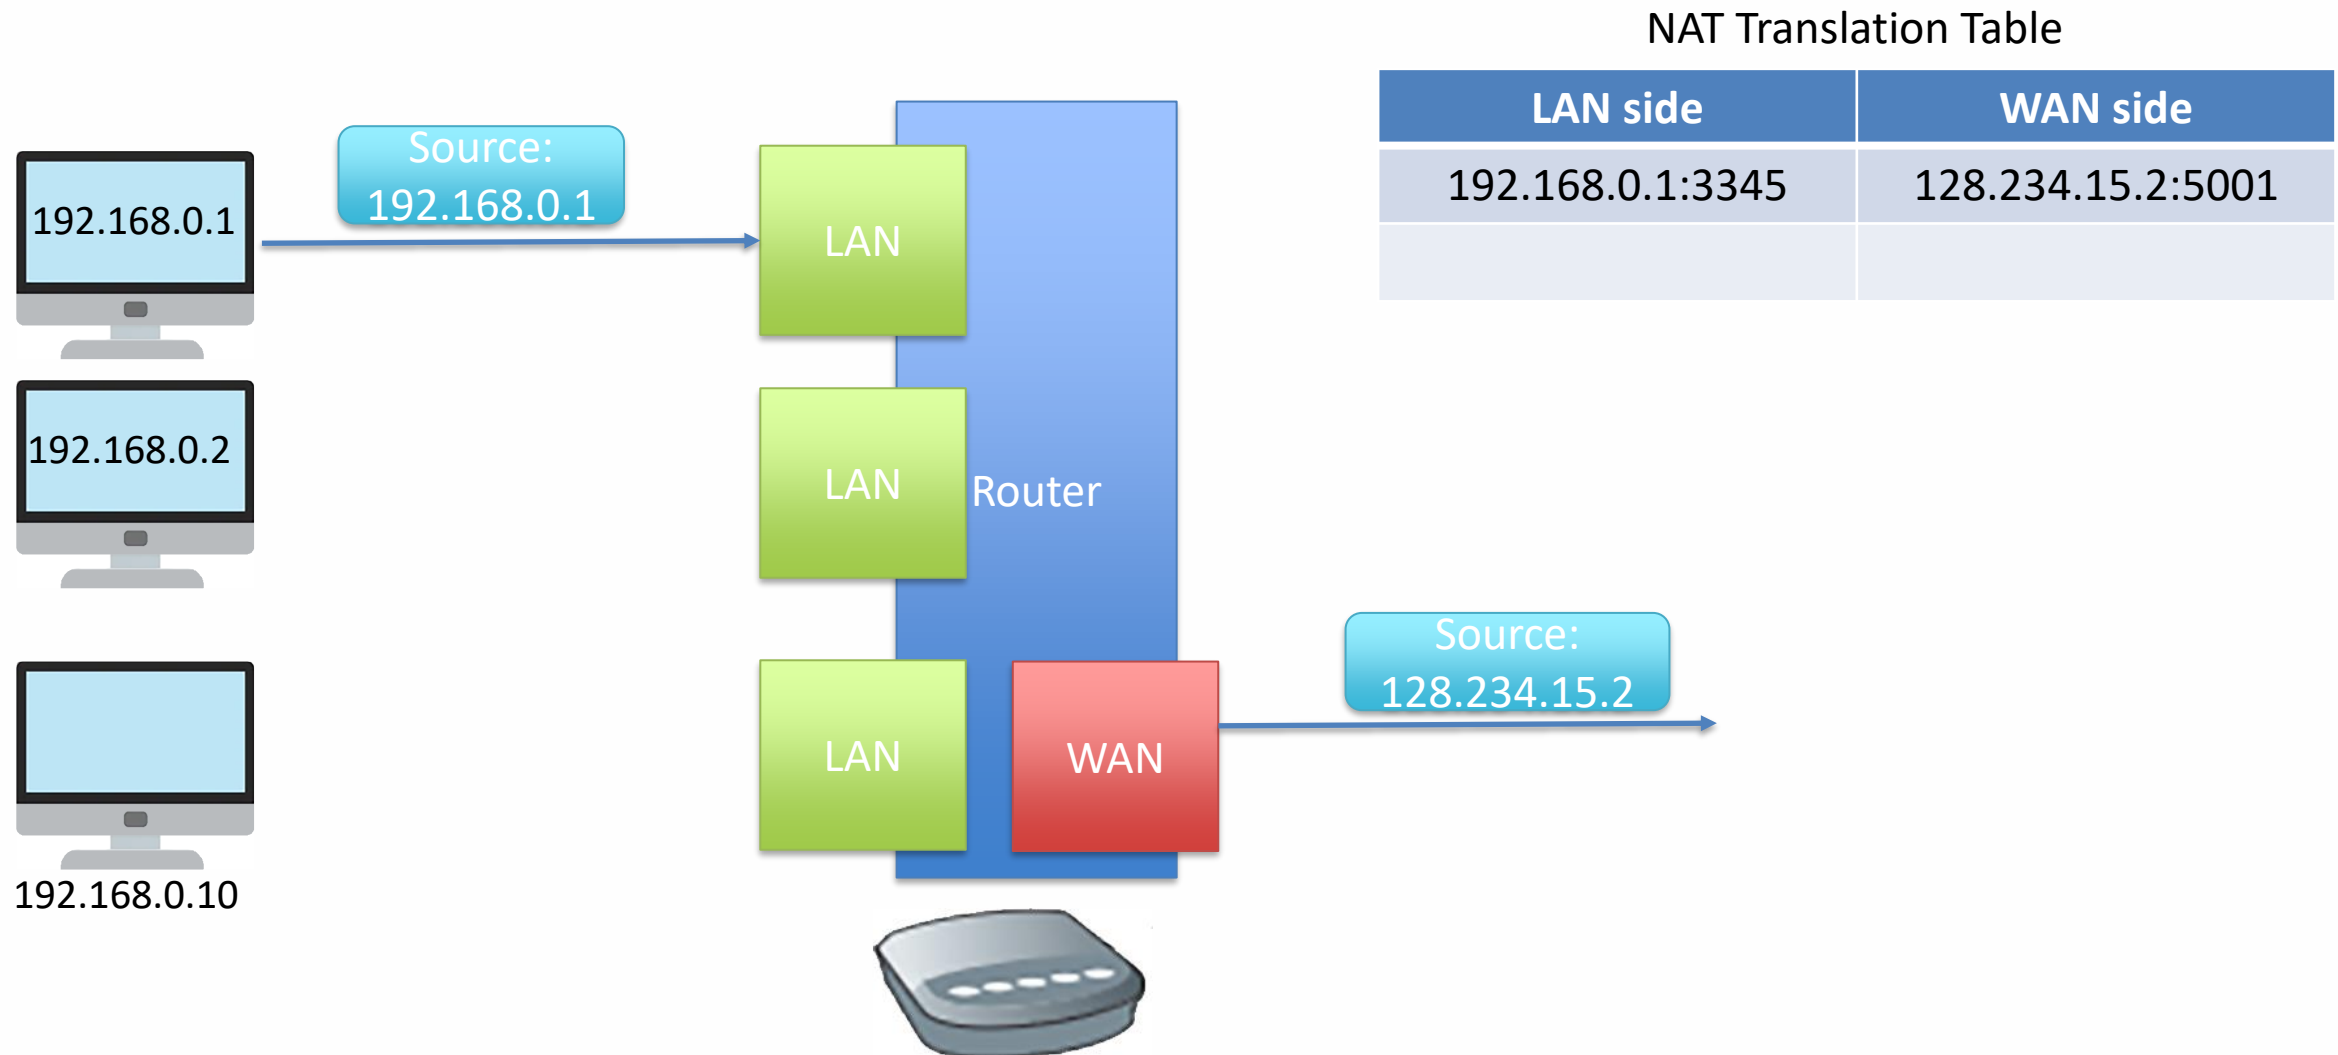 NAT Translation Table
LAN side WAN side
192.168.0.1:3345 128.234.15.2:5001
Source:
192.168.0.1
192.168.0.1
LAN
192.168.0.2
LAN
Router
Source:
128.234.15.2
LAN
WAN
192.168.0.10